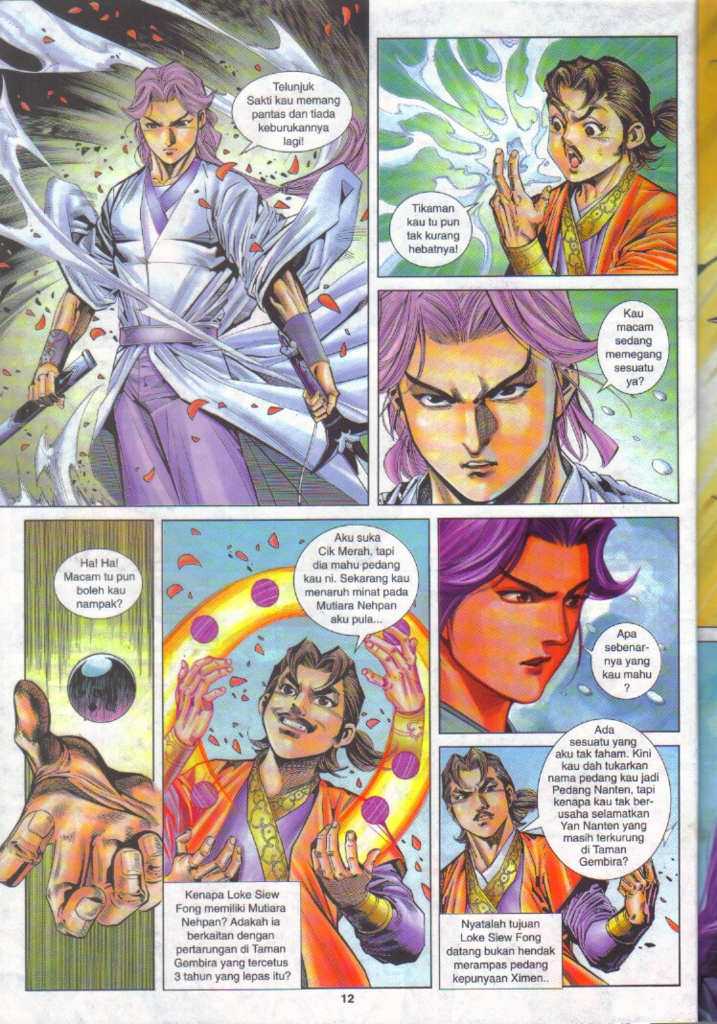 Telunjuk
Sakti kau memang
pantas dan tiada
keburukannya
lagi!
Tikaman
kau tu pun
tak kurang
hebatnya!
Kau
macam
sedang
memegang
sesuatu
ya?
Ha! Ha!
Macam tu pun
boleh kau
nampak?
Aku suka
Cik Merah, tapi
dia mahu pedang
kau ni. Sekarang kau
menaruh minat pada
Mutiara Nehpan
aku pula...
Kenapa Loke Siew
Fong memiliki Mutiara
Nehpan? Adakah ia
berkaitan dengan
pertarungan di Taman
Gembira yang tercetus
3 tahun yang lepas itu?
Apa
sebenar-
nya yang
kau mahu
?
Ada
sesuatu yang
aku tak faham. Kini
kau dah tukarkan
nama pedang kau jadi
Pedang Nanten, tapi
kenapa kau tak ber-
usaha selamatkan
Yan Nanten yang
masih terkurung
di Taman
Gembira?
Nyatalah tujuan
Loke Siew Fong
datang bukan hendak
merampas pedang
kepunyaan Ximen..
12